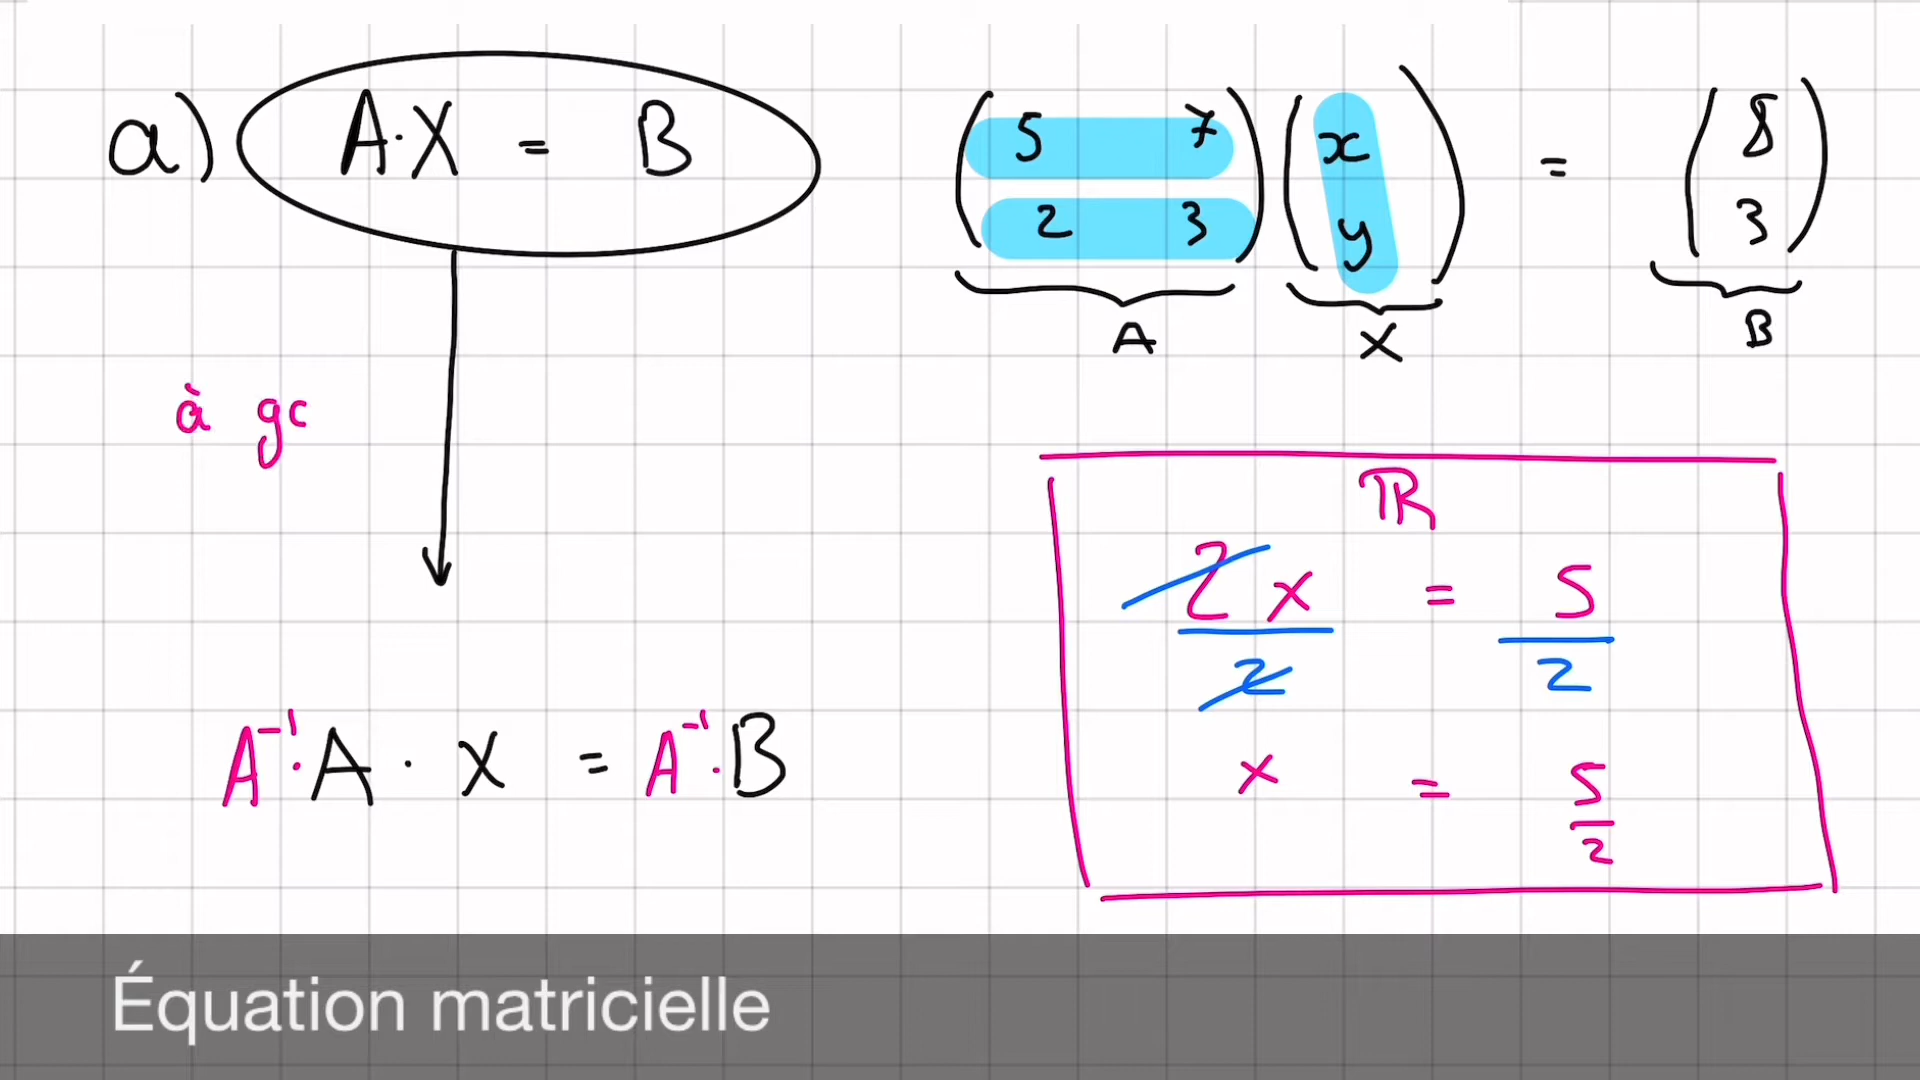 a) A·X = B
(5 7) (x) = (8)
(2 3) (y) (3)
A X B
à gc
ℝ
2x = 5
2 2
x = 5
2
A⁻¹·A · X = A⁻¹·B
Équation matricielle